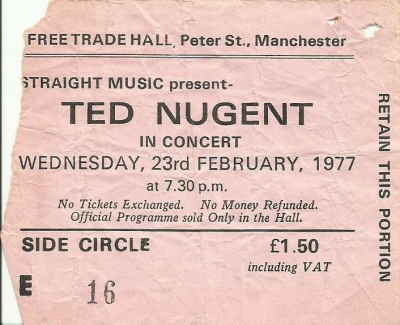 FREE TRADE HALL, Peter St., Manchester
STRAIGHT MUSIC present-
TED NUGENT
IN CONCERT
WEDNESDAY, 23rd FEBRUARY, 1977
at 7.30 p.m.
No Tickets Exchanged. No Money Refunded.
Official Programme sold Only in the Hall.
SIDE CIRCLE £1.50
including VAT
E 16
RETAIN THIS PORTION